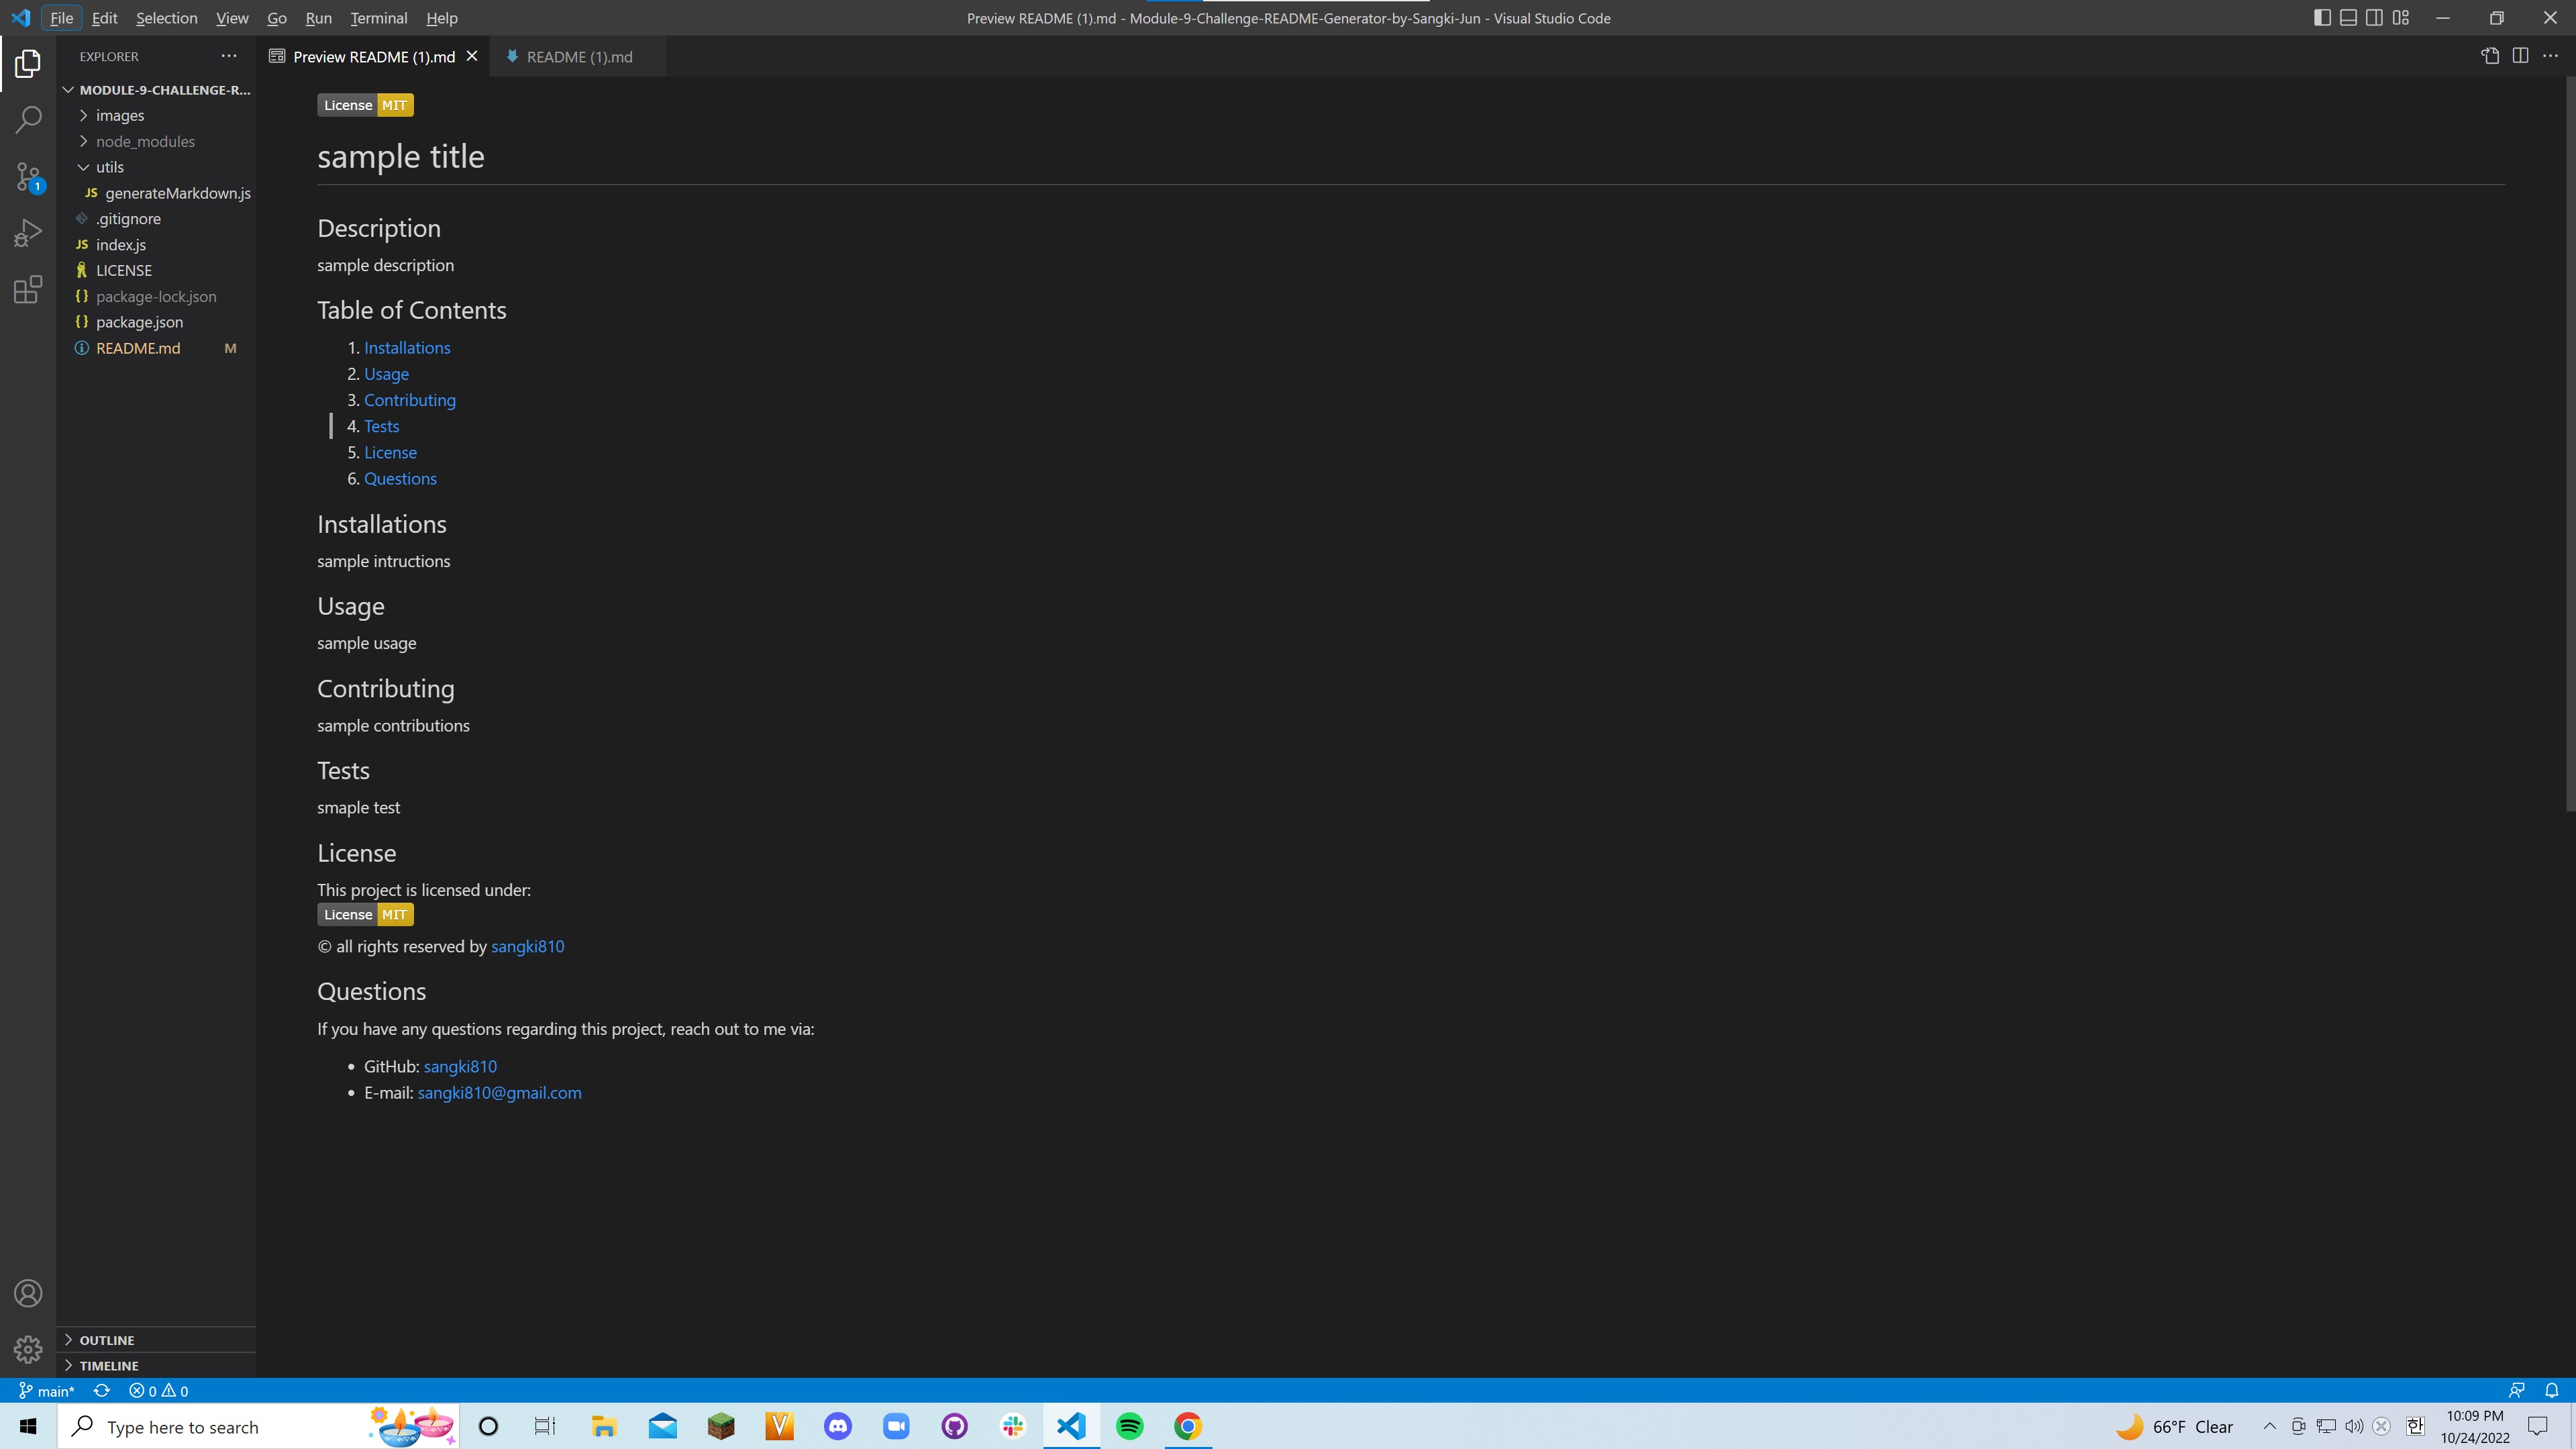 File Edit Selection View Go Run Terminal Help
Preview README (1).md - Module-9-Challenge-README-Generator-by-Sangki-Jun - Visual Studio Code
EXPLORER
Preview README (1).md
README (1).md
MODULE-9-CHALLENGE-R...
images
node_modules
utils
JS generateMarkdown.js
.gitignore
JS index.js
LICENSE
{} package-lock.json
{} package.json
README.md M
1
License MIT
sample title
Description
sample description
Table of Contents
1. Installations
2. Usage
3. Contributing
4. Tests
5. License
6. Questions
Installations
sample intructions
Usage
sample usage
Contributing
sample contributions
Tests
smaple test
License
This project is licensed under:
License MIT
© all rights reserved by sangki810
Questions
If you have any questions regarding this project, reach out to me via:
• GitHub: sangki810
• E-mail: sangki810@gmail.com
OUTLINE
TIMELINE
main* 0 0
Type here to search
V
66°F Clear
한
10:09 PM
10/24/2022